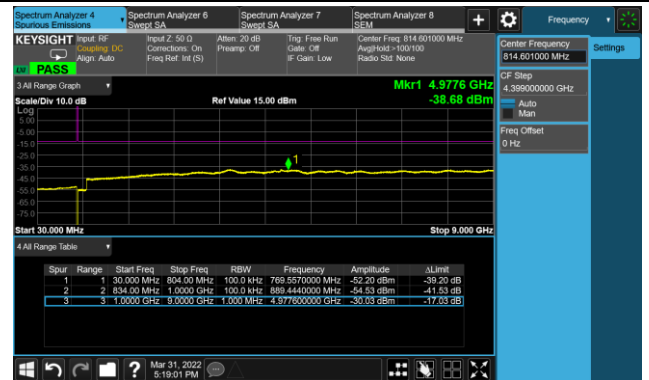 Spectrum Analyzer 4
Spurious Emissions
Spectrum Analyzer 6
Swept SA
Spectrum Analyzer 7
Swept SA
Spectrum Analyzer 8
SEM
+
Frequency
KEYSIGHT
Input: RF
Coupling: DC
Align: Auto
Input Z: 50 Ω
Corrections: On
Freq Ref: Int (S)
Atten: 20 dB
Preamp: Off
Trig: Free Run
Gate: Off
IF Gain: Low
Center Freq: 814.601000 MHz
Avg|Hold:>100/100
Radio Std: None
LXI PASS
Center Frequency
814.601000 MHz
Settings
CF Step
4.399000000 GHz
Auto
Man
Freq Offset
0 Hz
3 All Range Graph
Mkr1 4.9776 GHz
Scale/Div 10.0 dB
Ref Value 15.00 dBm
-38.68 dBm
Log
5.00
-5.00
-15.0
-25.0
-35.0
-45.0
-55.0
-65.0
-75.0
1
Start 30.000 MHz
Stop 9.000 GHz
4 All Range Table
Spur Range Start Freq Stop Freq RBW Frequency Amplitude ΔLimit
1 1 30.000 MHz 804.00 MHz 100.0 kHz 769.5570000 MHz -52.20 dBm -39.20 dB
2 2 834.00 MHz 1.0000 GHz 100.0 kHz 889.4440000 MHz -54.53 dBm -41.53 dB
3 3 1.0000 GHz 9.0000 GHz 1.000 MHz 4.977600000 GHz -30.03 dBm -17.03 dB
?
Mar 31, 2022
5:19:01 PM